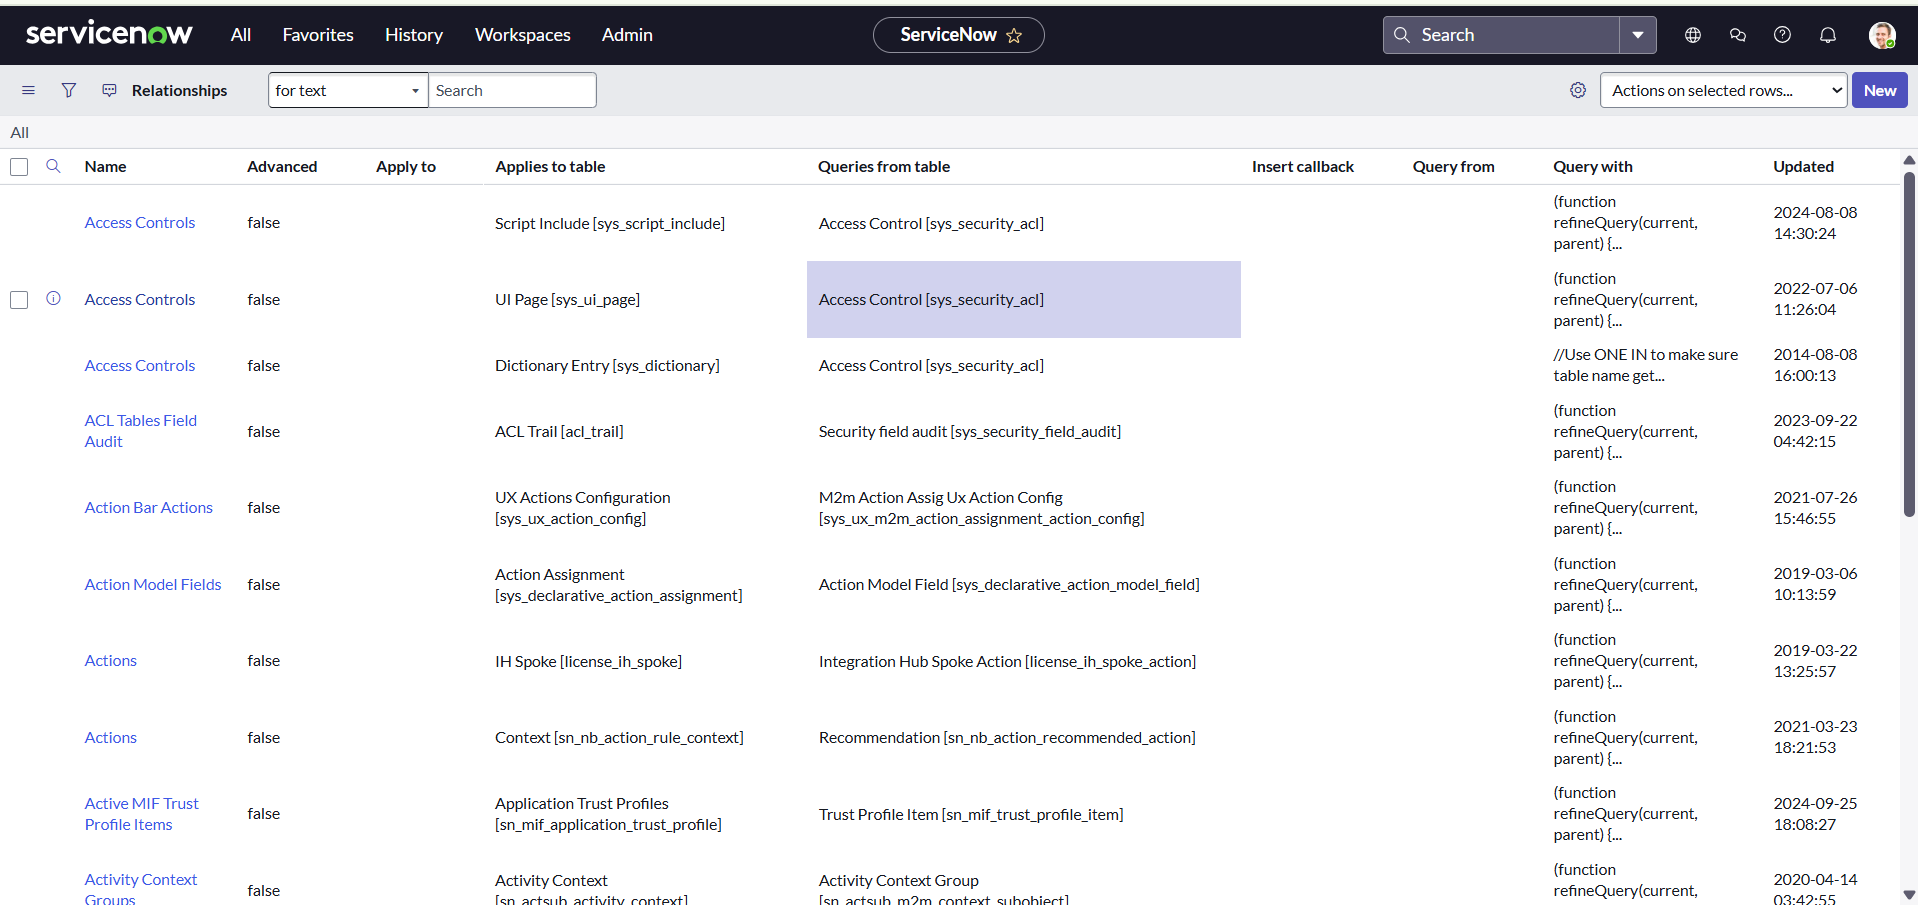 servicenow All Favorites History Workspaces Admin ServiceNow Search
Relationships for text Search Actions on selected rows... New
All
Name Advanced Apply to Applies to table Queries from table Insert callback Query from Query with Updated
Access Controls false Script Include [sys_script_include] Access Control [sys_security_acl] (function refineQuery(current, parent) {... 2024-08-08 14:30:24
Access Controls false UI Page [sys_ui_page] Access Control [sys_security_acl] (function refineQuery(current, parent) {... 2022-07-06 11:26:04
Access Controls false Dictionary Entry [sys_dictionary] Access Control [sys_security_acl] //Use ONE IN to make sure table name get... 2014-08-08 16:00:13
ACL Tables Field Audit false ACL Trail [acl_trail] Security field audit [sys_security_field_audit] (function refineQuery(current, parent) {... 2023-09-22 04:42:15
Action Bar Actions false UX Actions Configuration [sys_ux_action_config] M2m Action Assig Ux Action Config [sys_ux_m2m_action_assignment_action_config] (function refineQuery(current, parent) {... 2021-07-26 15:46:55
Action Model Fields false Action Assignment [sys_declarative_action_assignment] Action Model Field [sys_declarative_action_model_field] (function refineQuery(current, parent) {... 2019-03-06 10:13:59
Actions false IH Spoke [license_ih_spoke] Integration Hub Spoke Action [license_ih_spoke_action] (function refineQuery(current, parent) {... 2019-03-22 13:25:57
Actions false Context [sn_nb_action_rule_context] Recommendation [sn_nb_action_recommended_action] (function refineQuery(current, parent) {... 2021-03-23 18:21:53
Active MIF Trust Profile Items false Application Trust Profiles [sn_mif_application_trust_profile] Trust Profile Item [sn_mif_trust_profile_item] (function refineQuery(current, parent) {... 2024-09-25 18:08:27
Activity Context Groups false Activity Context [sn_actsub_activity_context] Activity Context Group [sn_actsub_m2m_context_subobject] (function refineQuery(current, 2020-04-14 03:42:55